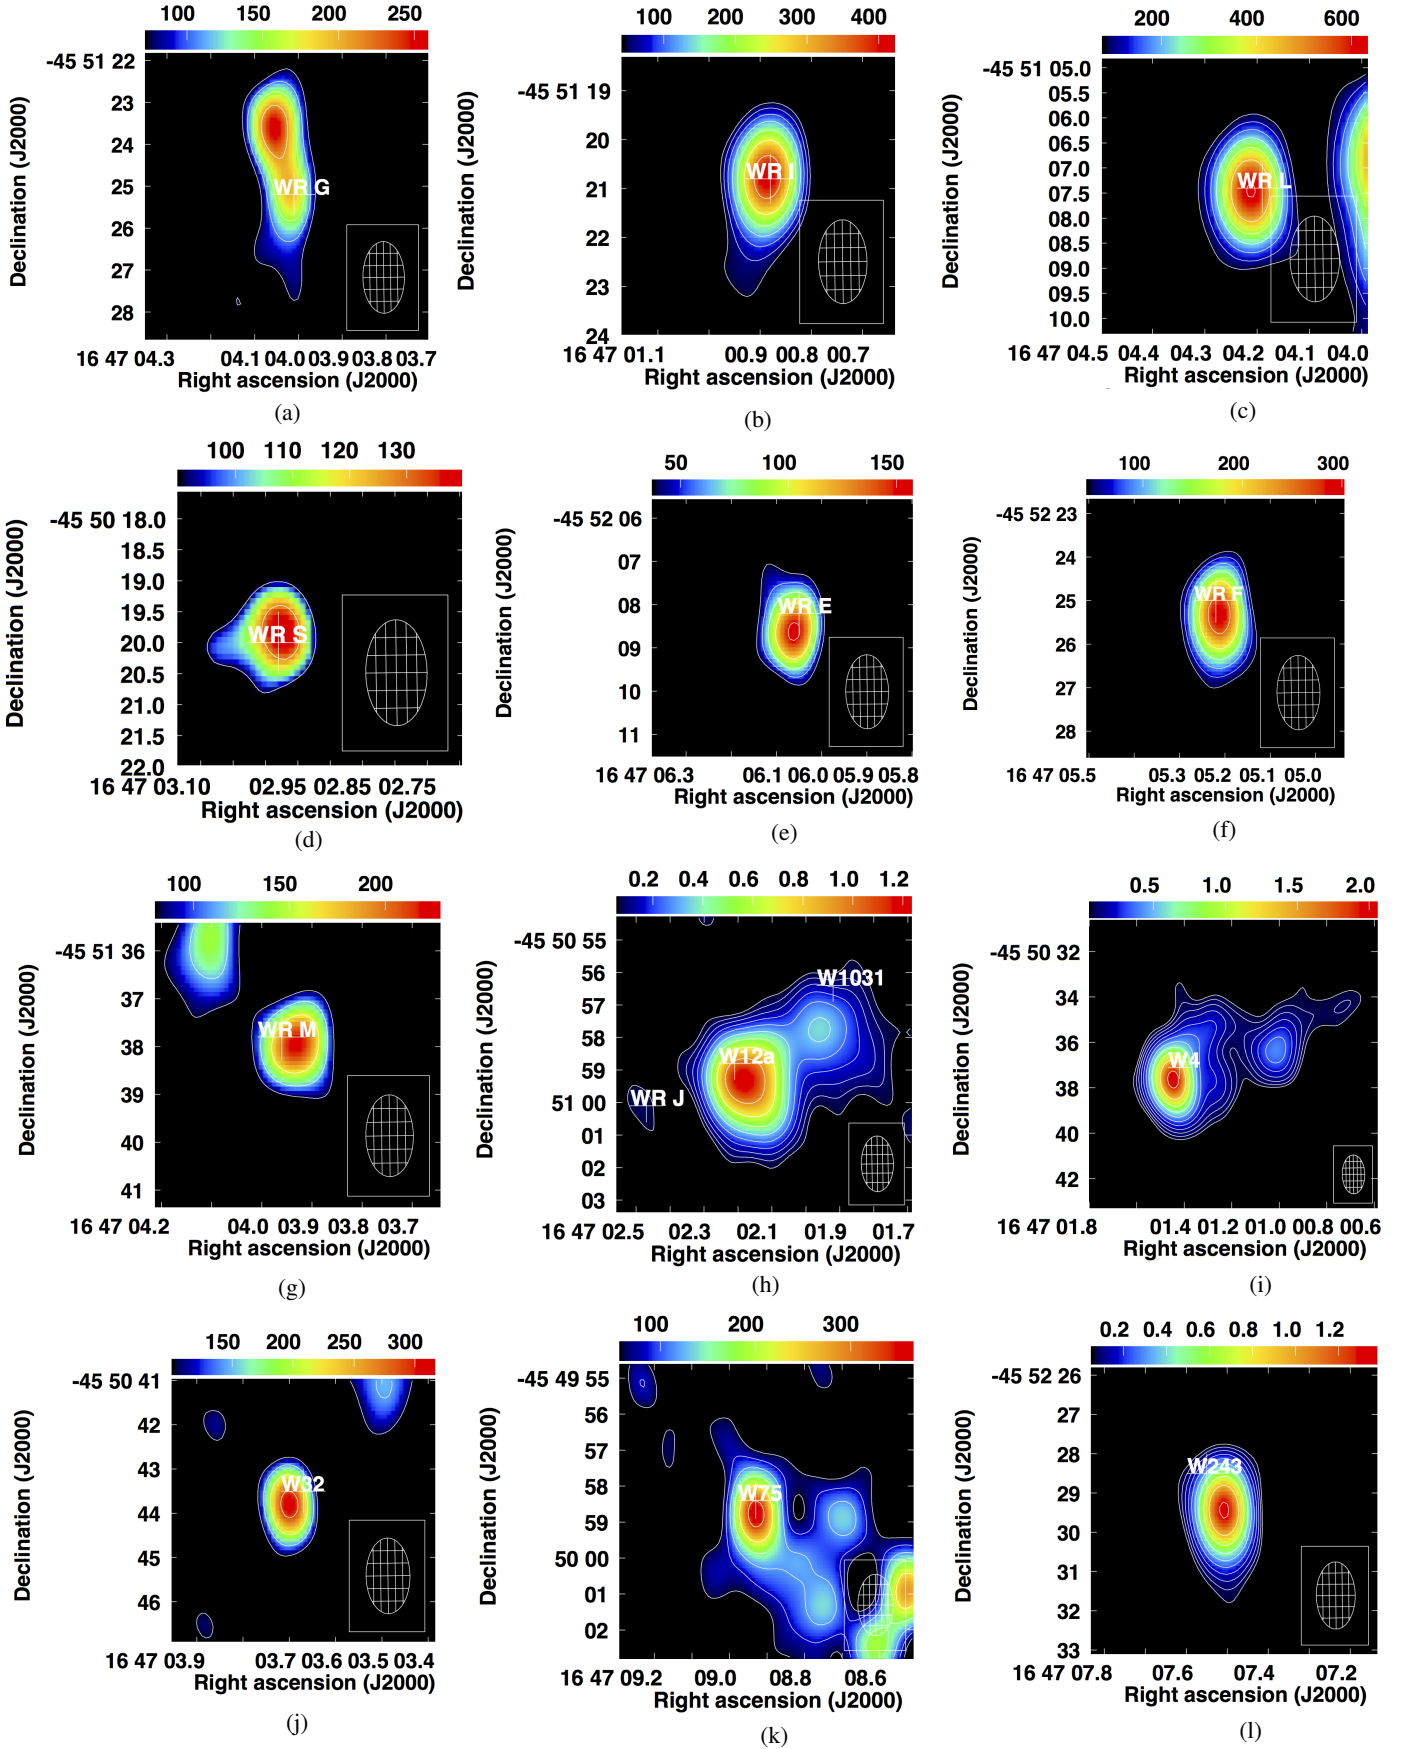 100 150 200 250
-45 51 22
23
24
25
26
27
28
Declination (J2000)
WR G
16 47 04.3 04.1 04.0 03.9 03.8 03.7
Right ascension (J2000)
(a)
100 200 300 400
-45 51 19
20
21
22
23
24
Declination (J2000)
WR I
16 47 01.1 00.9 00.8 00.7
Right ascension (J2000)
(b)
200 400 600
-45 51 05.0
05.5
06.0
06.5
07.0
07.5
08.0
08.5
09.0
09.5
10.0
Declination (J2000)
WR L
16 47 04.5 04.4 04.3 04.2 04.1 04.0
Right ascension (J2000)
(c)
100 110 120 130
-45 50 18.0
18.5
19.0
19.5
20.0
20.5
21.0
21.5
22.0
Declination (J2000)
WR S
16 47 03.10 02.95 02.85 02.75
Right ascension (J2000)
(d)
50 100 150
-45 52 06
07
08
09
10
11
Declination (J2000)
WR E
16 47 06.3 06.1 06.0 05.9 05.8
Right ascension (J2000)
(e)
100 200 300
-45 52 23
24
25
26
27
28
Declination (J2000)
WR F
16 47 05.5 05.3 05.2 05.1 05.0
Right ascension (J2000)
(f)
100 150 200
-45 51 36
37
38
39
40
41
Declination (J2000)
WR M
16 47 04.2 04.0 03.9 03.8 03.7
Right ascension (J2000)
(g)
0.2 0.4 0.6 0.8 1.0 1.2
-45 50 55
56
57
58
59
51 00
01
02
03
Declination (J2000)
W1031
W12a
WR J
16 47 02.5 02.3 02.1 01.9 01.7
Right ascension (J2000)
(h)
0.5 1.0 1.5 2.0
-45 50 32
34
36
38
40
42
Declination (J2000)
W4
16 47 01.8 01.4 01.2 01.0 00.8 00.6
Right ascension (J2000)
(i)
150 200 250 300
-45 50 41
42
43
44
45
46
Declination (J2000)
W32
16 47 03.9 03.7 03.6 03.5 03.4
Right ascension (J2000)
(j)
100 200 300
-45 49 55
56
57
58
59
50 00
01
02
Declination (J2000)
W75
16 47 09.2 09.0 08.8 08.6
Right ascension (J2000)
(k)
0.2 0.4 0.6 0.8 1.0 1.2
-45 52 26
27
28
29
30
31
32
33
Declination (J2000)
W243
16 47 07.8 07.6 07.4 07.2
Right ascension (J2000)
(l)